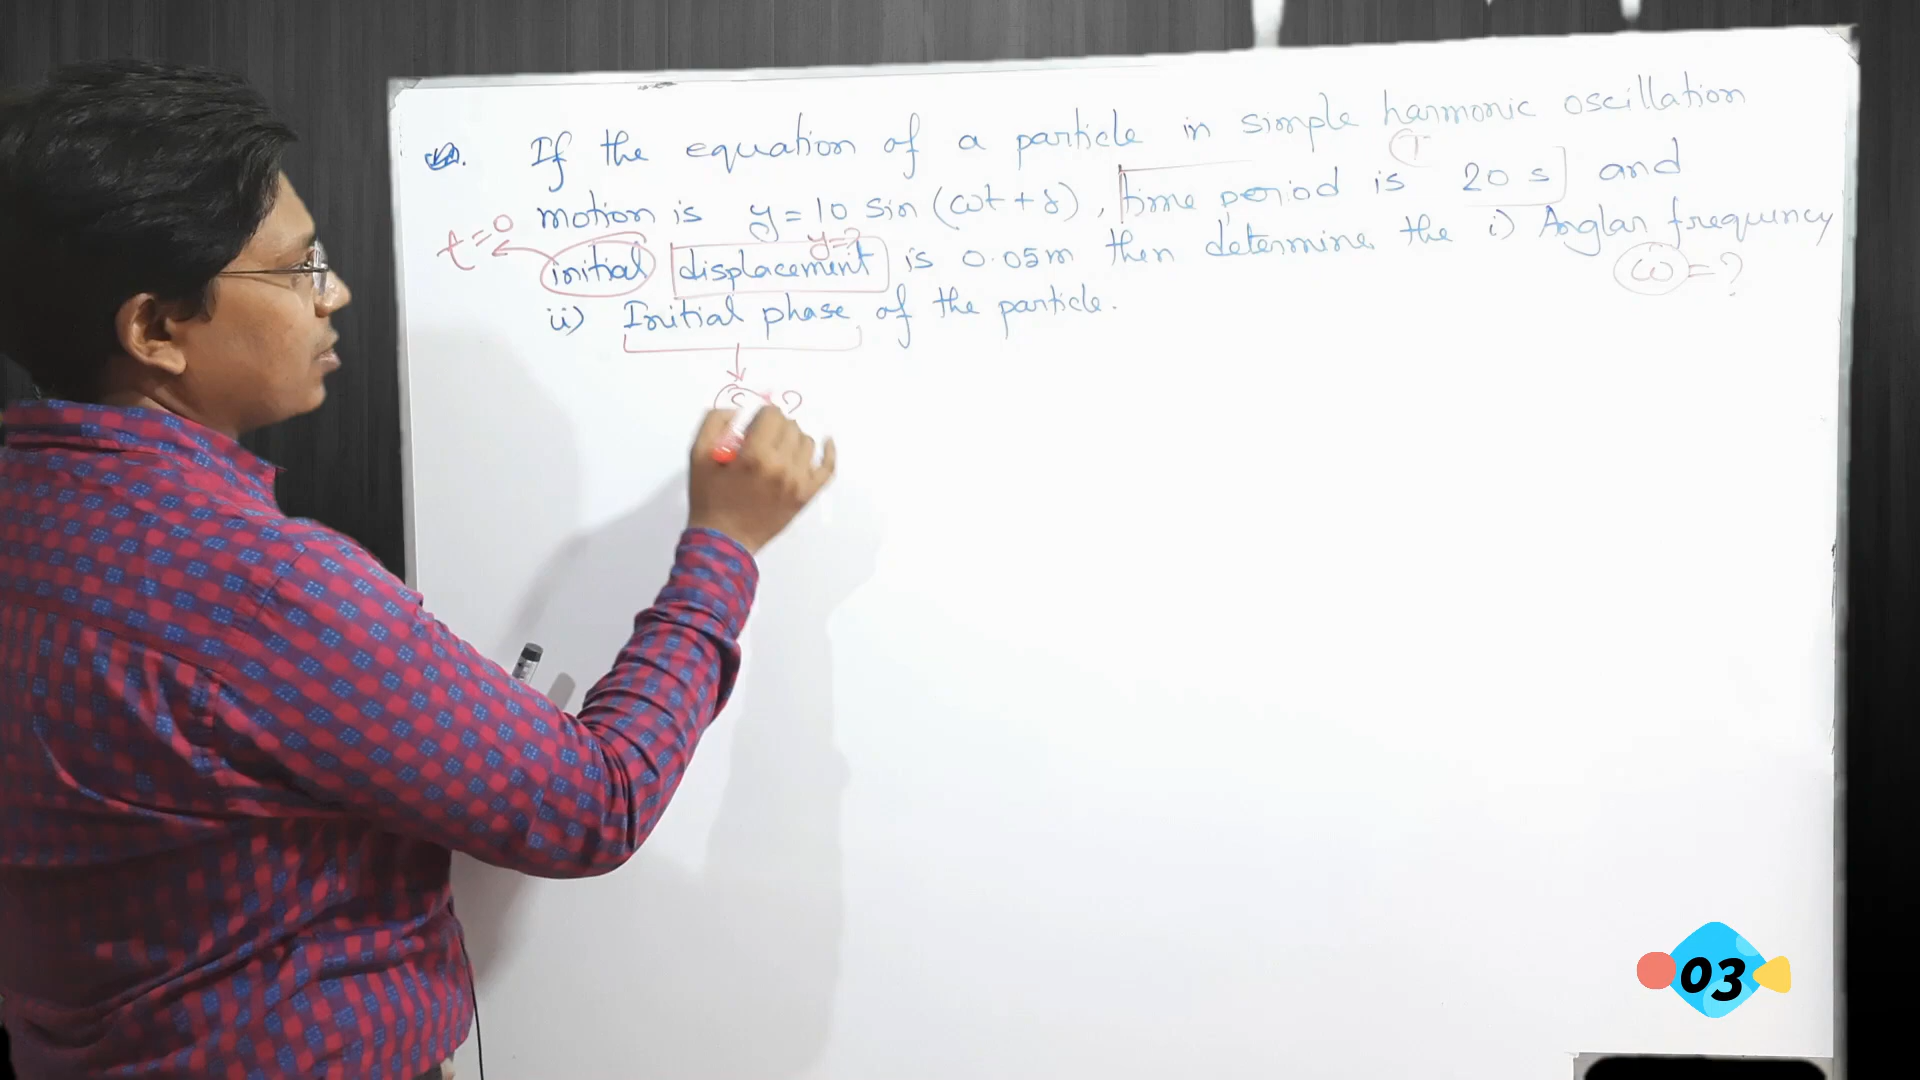 If the equation of a particle in simple harmonic oscillation
T
motion is y = 10 sin (ωt + δ), time period is 20 s and
t = 0
y = ?
initial displacement is 0.05m then determine the i) Anglar frequency
ω = ?
ii) Initial phase of the particle.
?
03